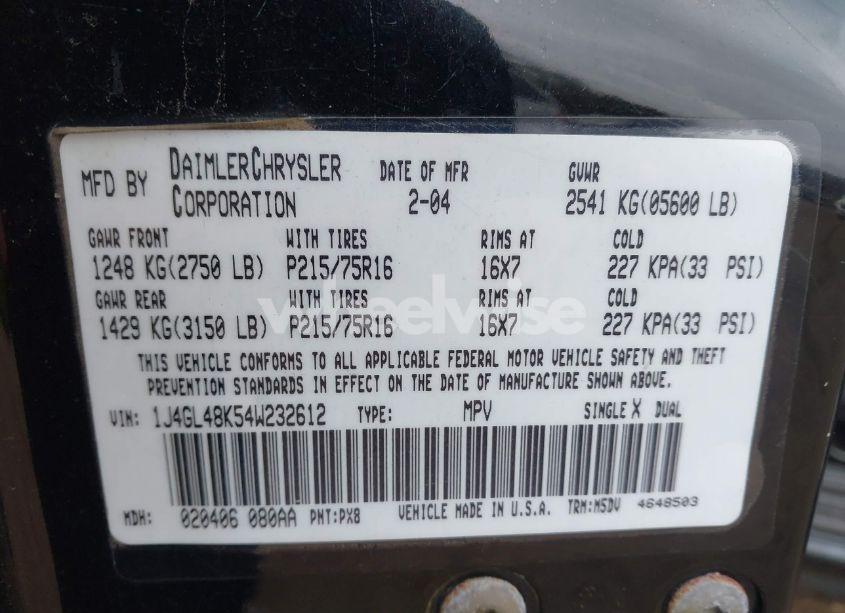 MFD BY DAIMLERCHRYSLER CORPORATION DATE OF MFR 2-04 GVWR 2541 KG(05600 LB)
GAWR FRONT WITH TIRES RIMS AT COLD
1248 KG(2750 LB) P215/75R16 16X7 227 KPA(33 PSI)
GAWR REAR WITH TIRES RIMS AT COLD
1429 KG(3150 LB) P215/75R16 16X7 227 KPA(33 PSI)
THIS VEHICLE CONFORMS TO ALL APPLICABLE FEDERAL MOTOR VEHICLE SAFETY AND THEFT
PREVENTION STANDARDS IN EFFECT ON THE DATE OF MANUFACTURE SHOWN ABOVE.
VIN: 1J4GL48K54W232612 TYPE: MPV SINGLE X DUAL
MDH: 020406 080AA PNT:PX8 VEHICLE MADE IN U.S.A. TRM:M5DV 4648503
wheelwise